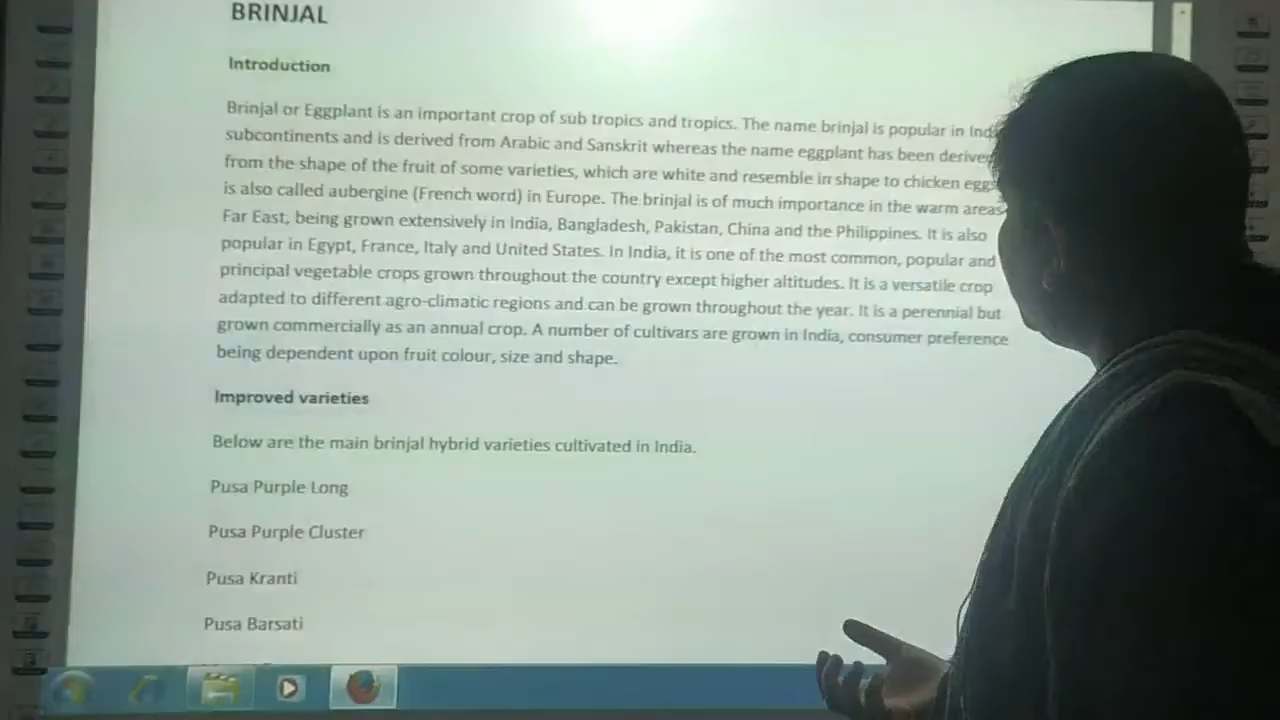 BRINJAL
Introduction
Brinjal or Eggplant is an important crop of sub tropics and tropics. The name brinjal is popular in
subcontinents and is derived from Arabic and Sanskrit whereas the name eggplant has been derived
from the shape of the fruit of some varieties, which are white and resemble in shape to chicken eggs
is also called aubergine (French word) in Europe. The brinjal is of much importance in the warm areas
Far East, being grown extensively in India, Bangladesh, Pakistan, China and the Philippines. It is also
popular in Egypt, France, Italy and United States. In India, it is one of the most common, popular and
principal vegetable crops grown throughout the country except higher altitudes. It is a versatile crop
adapted to different agro-climatic regions and can be grown throughout the year. It is a perennial but
grown commercially as an annual crop. A number of cultivars are grown in India, consumer preference
being dependent upon fruit colour, size and shape.
Improved varieties
Below are the main brinjal hybrid varieties cultivated in India.
Pusa Purple Long
Pusa Purple Cluster
Pusa Kranti
Pusa Barsati